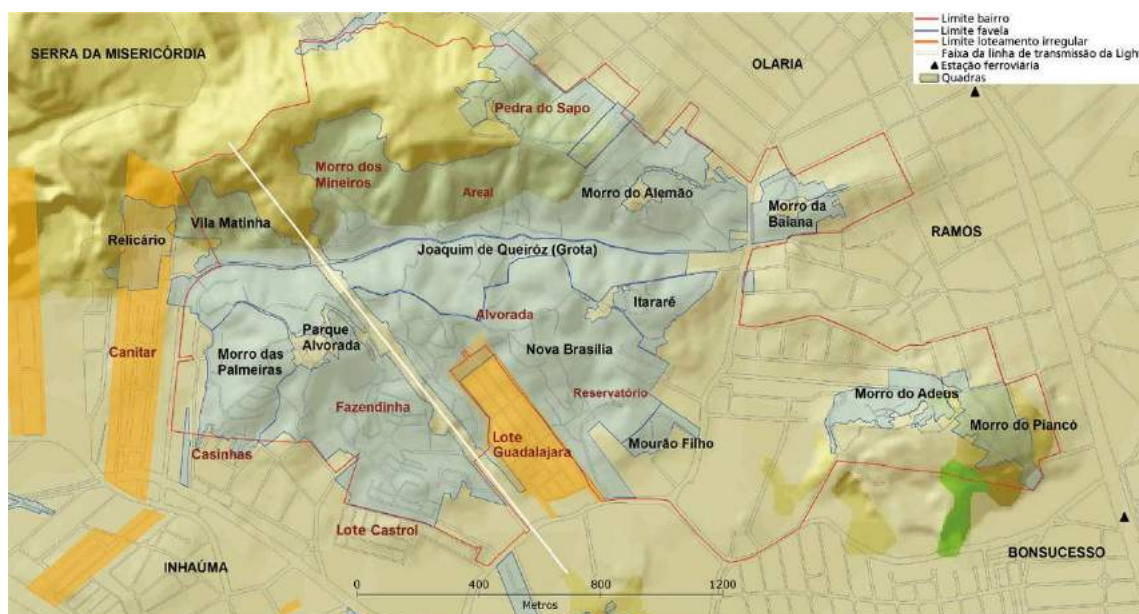 Limite bairro
Limite favela
Limite loteamento irregular
Faixa da linha de transmissão da Light
Estação ferroviária
Quadras
SERRA DA MISERICÓRDIA
OLARIA
Pedra do Sapo
Morro dos
Mineiros
Areal
Morro do Alemão
Morro da
Baiana
Vila Matinha
Relicário
Joaquim de Queiróz (Grota)
RAMOS
Itararé
Alvorada
Parque
Alvorada
Canitar
Morro das
Palmeiras
Nova Brasília
Fazendinha
Reservatório
Morro do Adeus
Morro do Piancó
Lote
Guadalajara
Mourão Filho
Casinhas
Lote Castrol
INHAÚMA
BONSUCESSO
0 400 800 1200
Metros